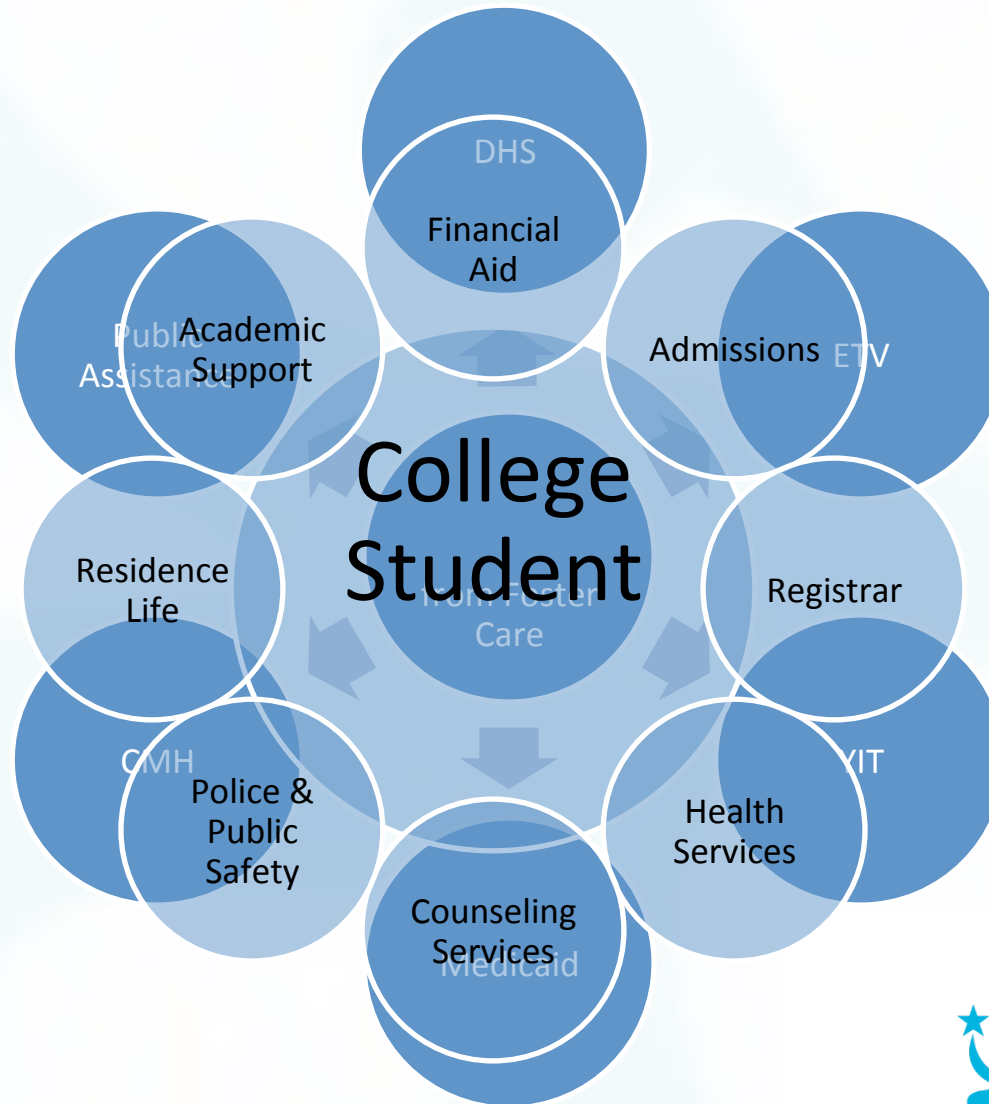 DHS
Financial
Aid
Public
Assistance
Academic
Support
Admissions
ETV
College
Student
from Foster
Care
Residence
Life
Registrar
CMH
Police &
Public
Safety
YIT
Health
Services
Counseling
Services
Medicaid